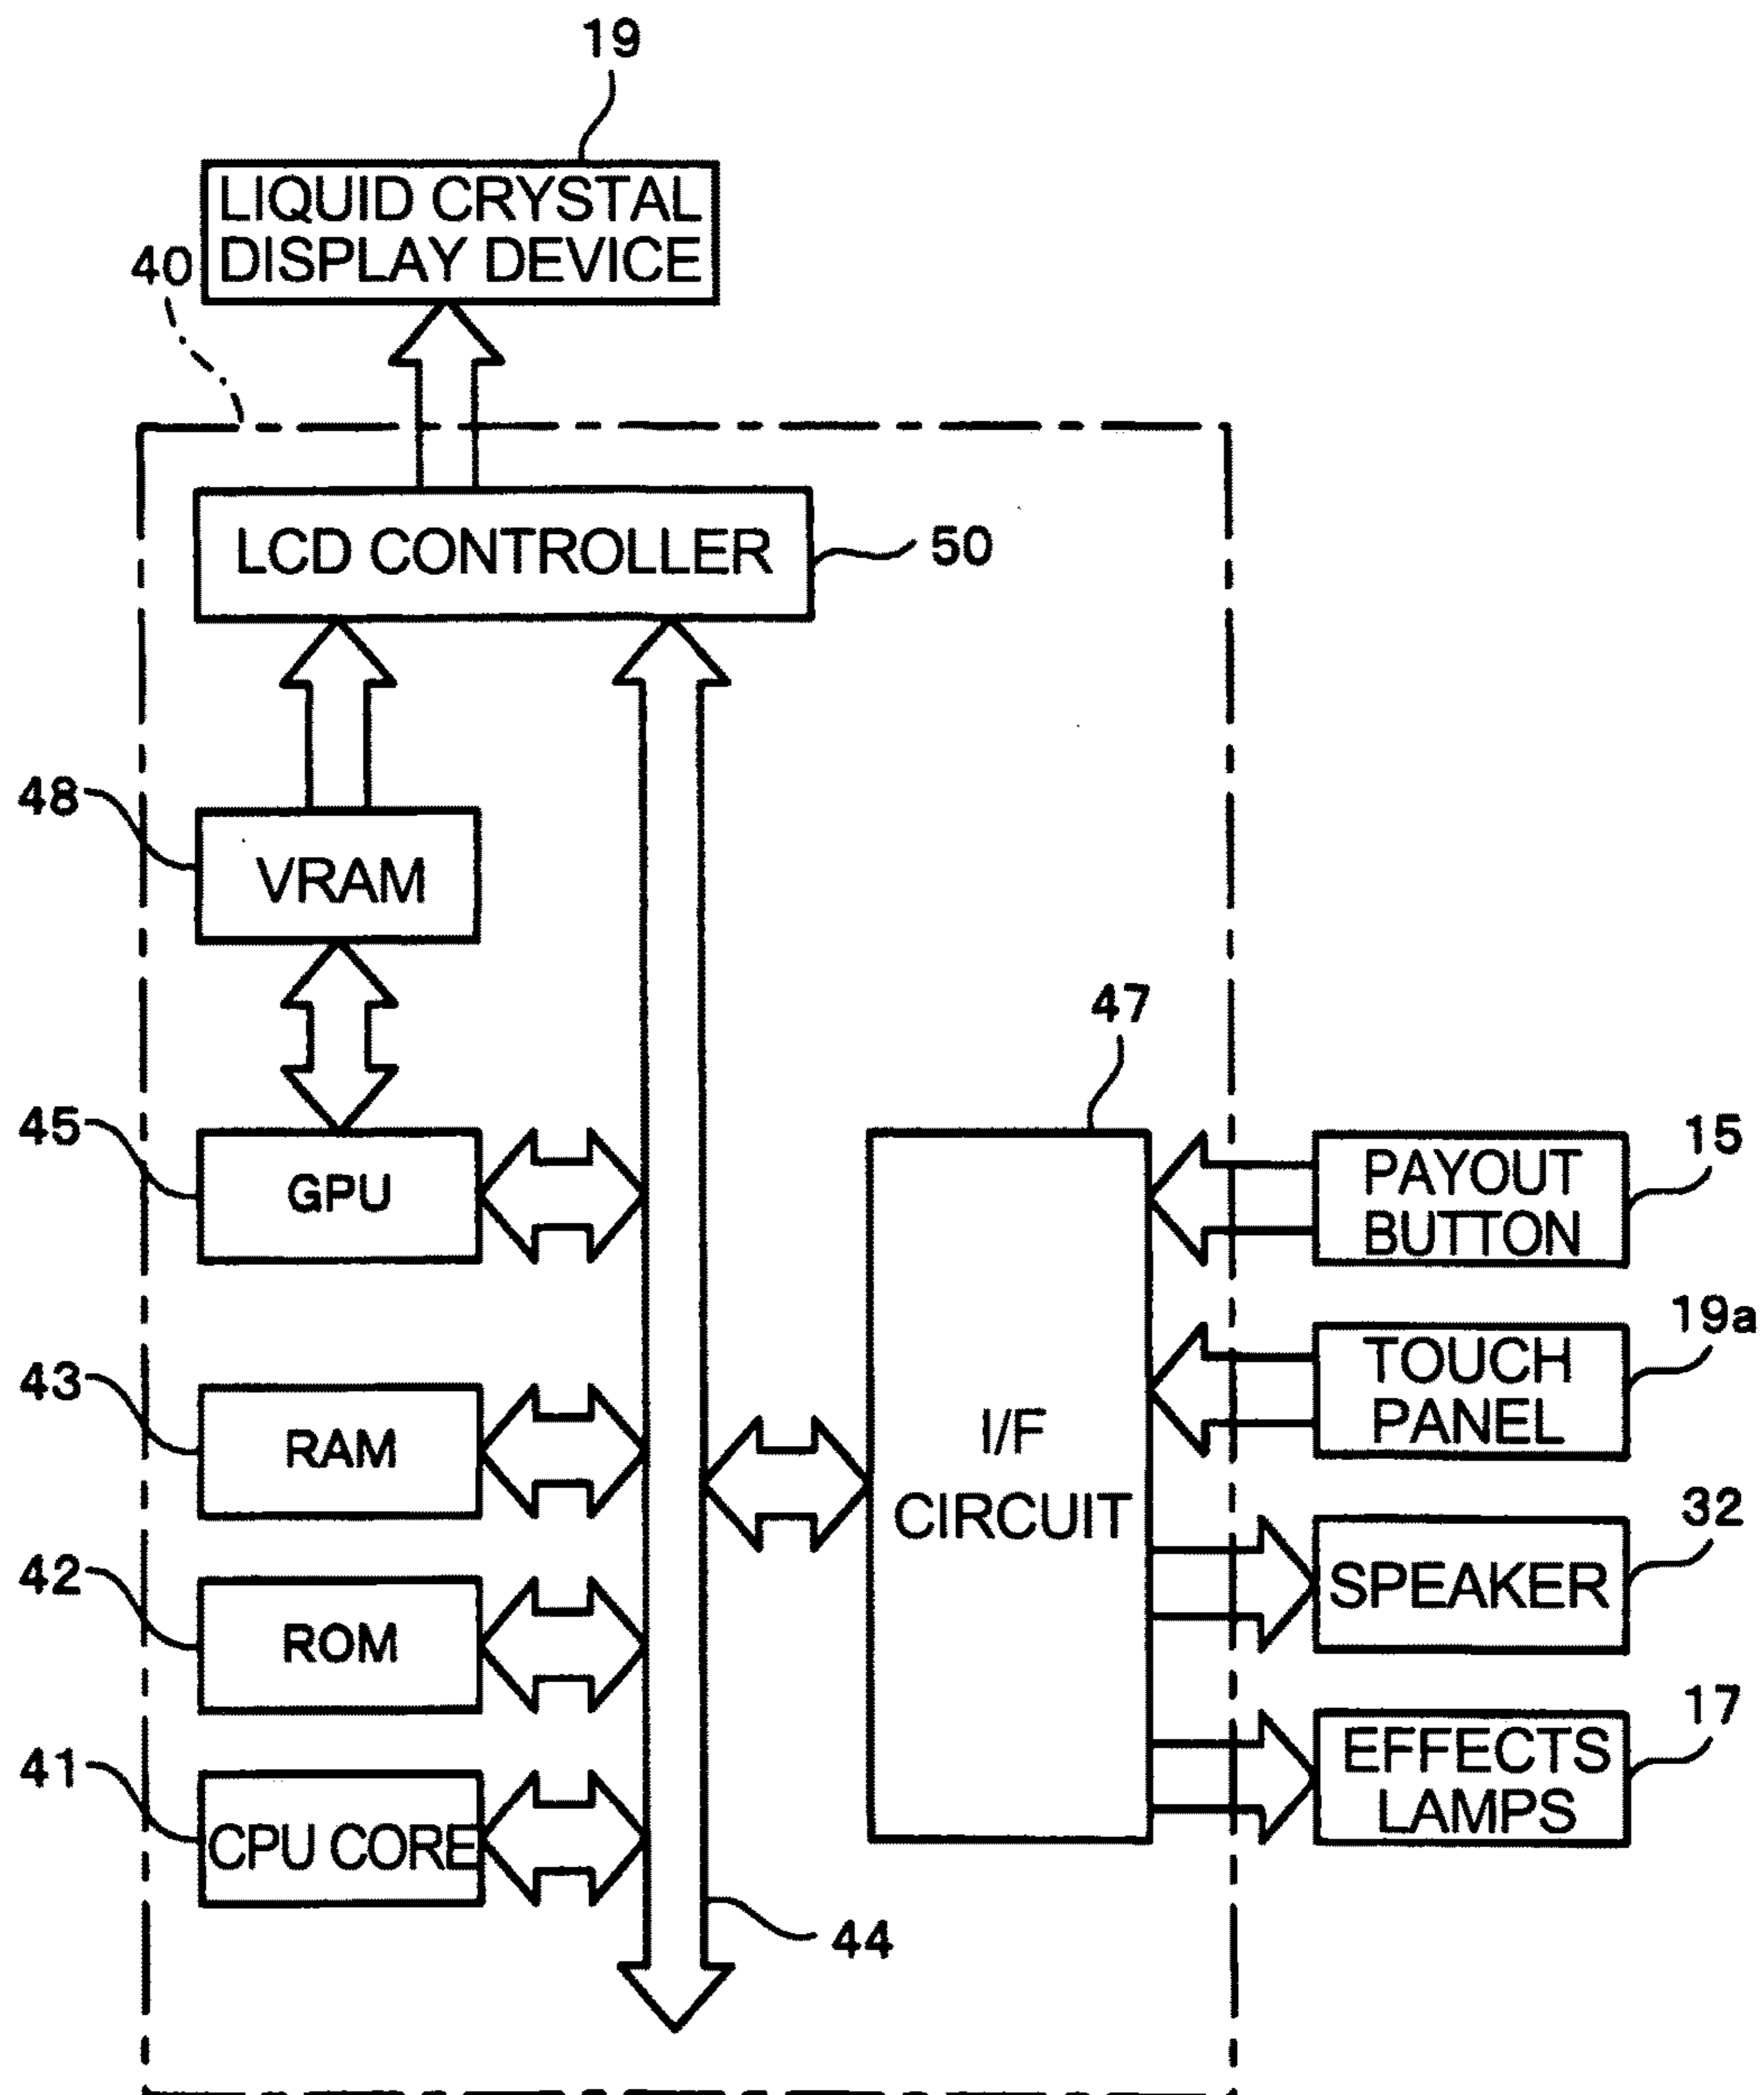 19
LIQUID CRYSTAL
DISPLAY DEVICE
40
LCD CONTROLLER
50
48
VRAM
47
45
GPU
15
PAYOUT
BUTTON
19a
TOUCH
PANEL
43
RAM
I/F
CIRCUIT
32
SPEAKER
42
ROM
17
EFFECTS
LAMPS
41
CPU CORE
44